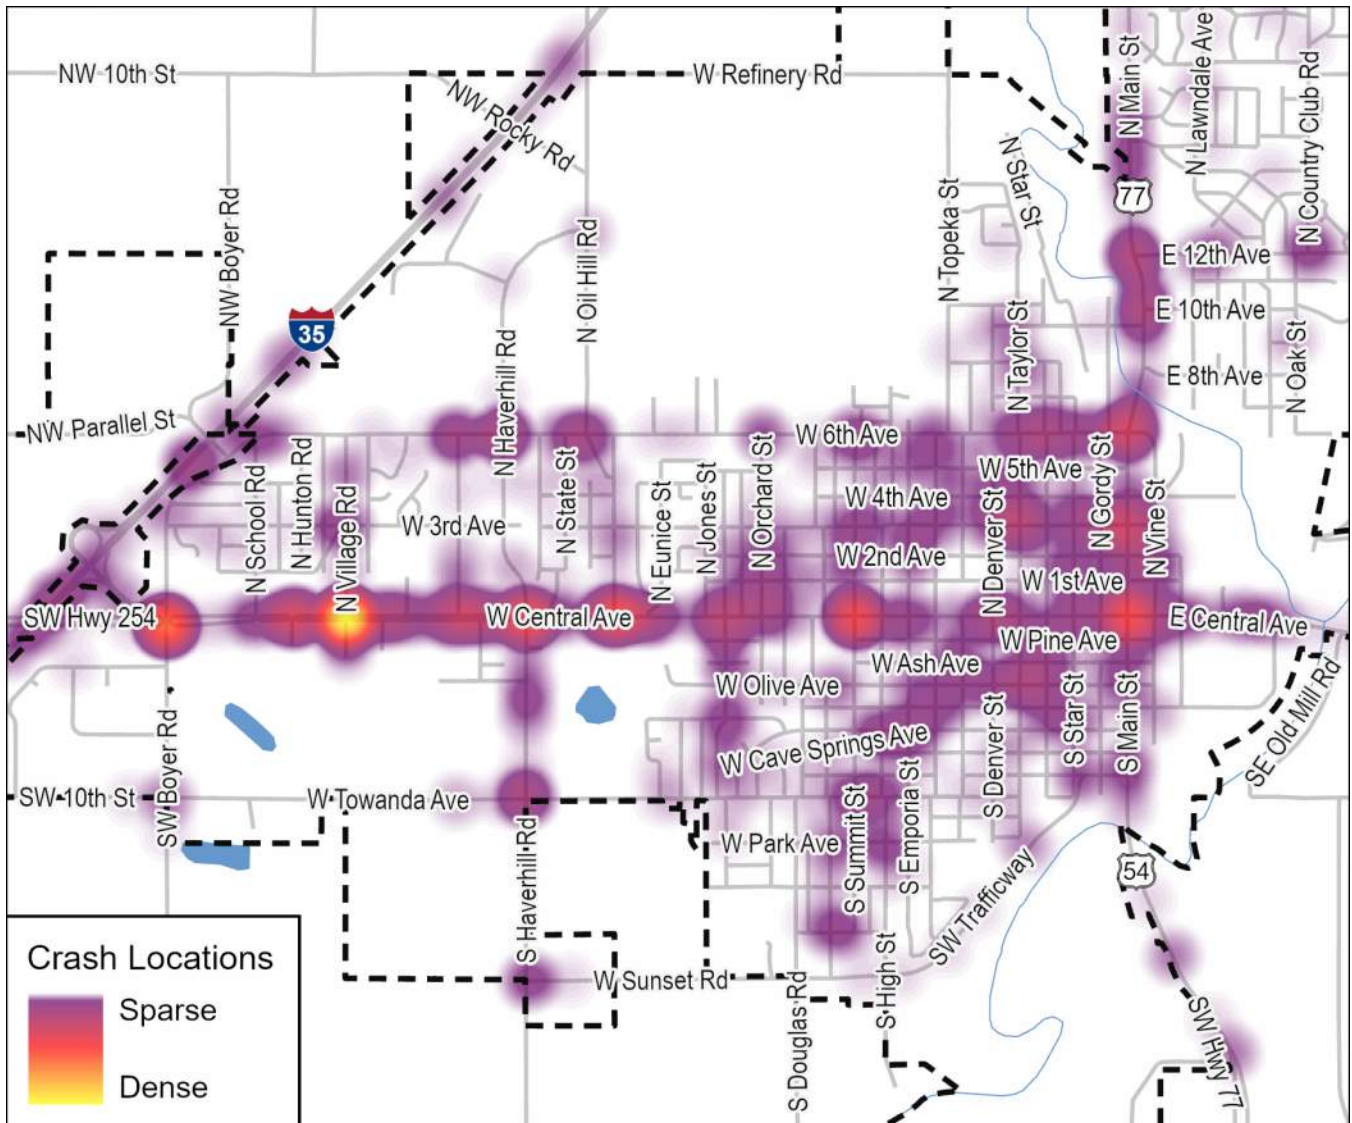 NW 10th St
W Refinery Rd
N Main St
N Lawndale Ave
N Country Club Rd
NW Rocky Rd
N Star St
77
NW Boyer Rd
N Oil Hill Rd
N Topeka St
E 12th Ave
E 10th Ave
35
N Haverhill Rd
N Taylor St
E 8th Ave
N Oak St
NW Parallel St
W 6th Ave
N School Rd
N Hunton Rd
N Village Rd
N State St
N Eunice St
N Jones St
N Orchard St
W 5th Ave
W 4th Ave
N Denver St
N Gordy St
N Vine St
W 3rd Ave
W 2nd Ave
W 1st Ave
SW Hwy 254
W Central Ave
E Central Ave
W Pine Ave
W Ash Ave
W Olive Ave
W Cave Springs Ave
S Denver St
S Star St
S Main St
SE Old Mill Rd
SW Boyer Rd
SW 10th St
W Towanda Ave
S Haverhill Rd
W Park Ave
S Summit St
S Emporia St
54
SW Trafficway
S High St
W Sunset Rd
S Douglas Rd
SW Hwy 77
Crash Locations
Sparse
Dense